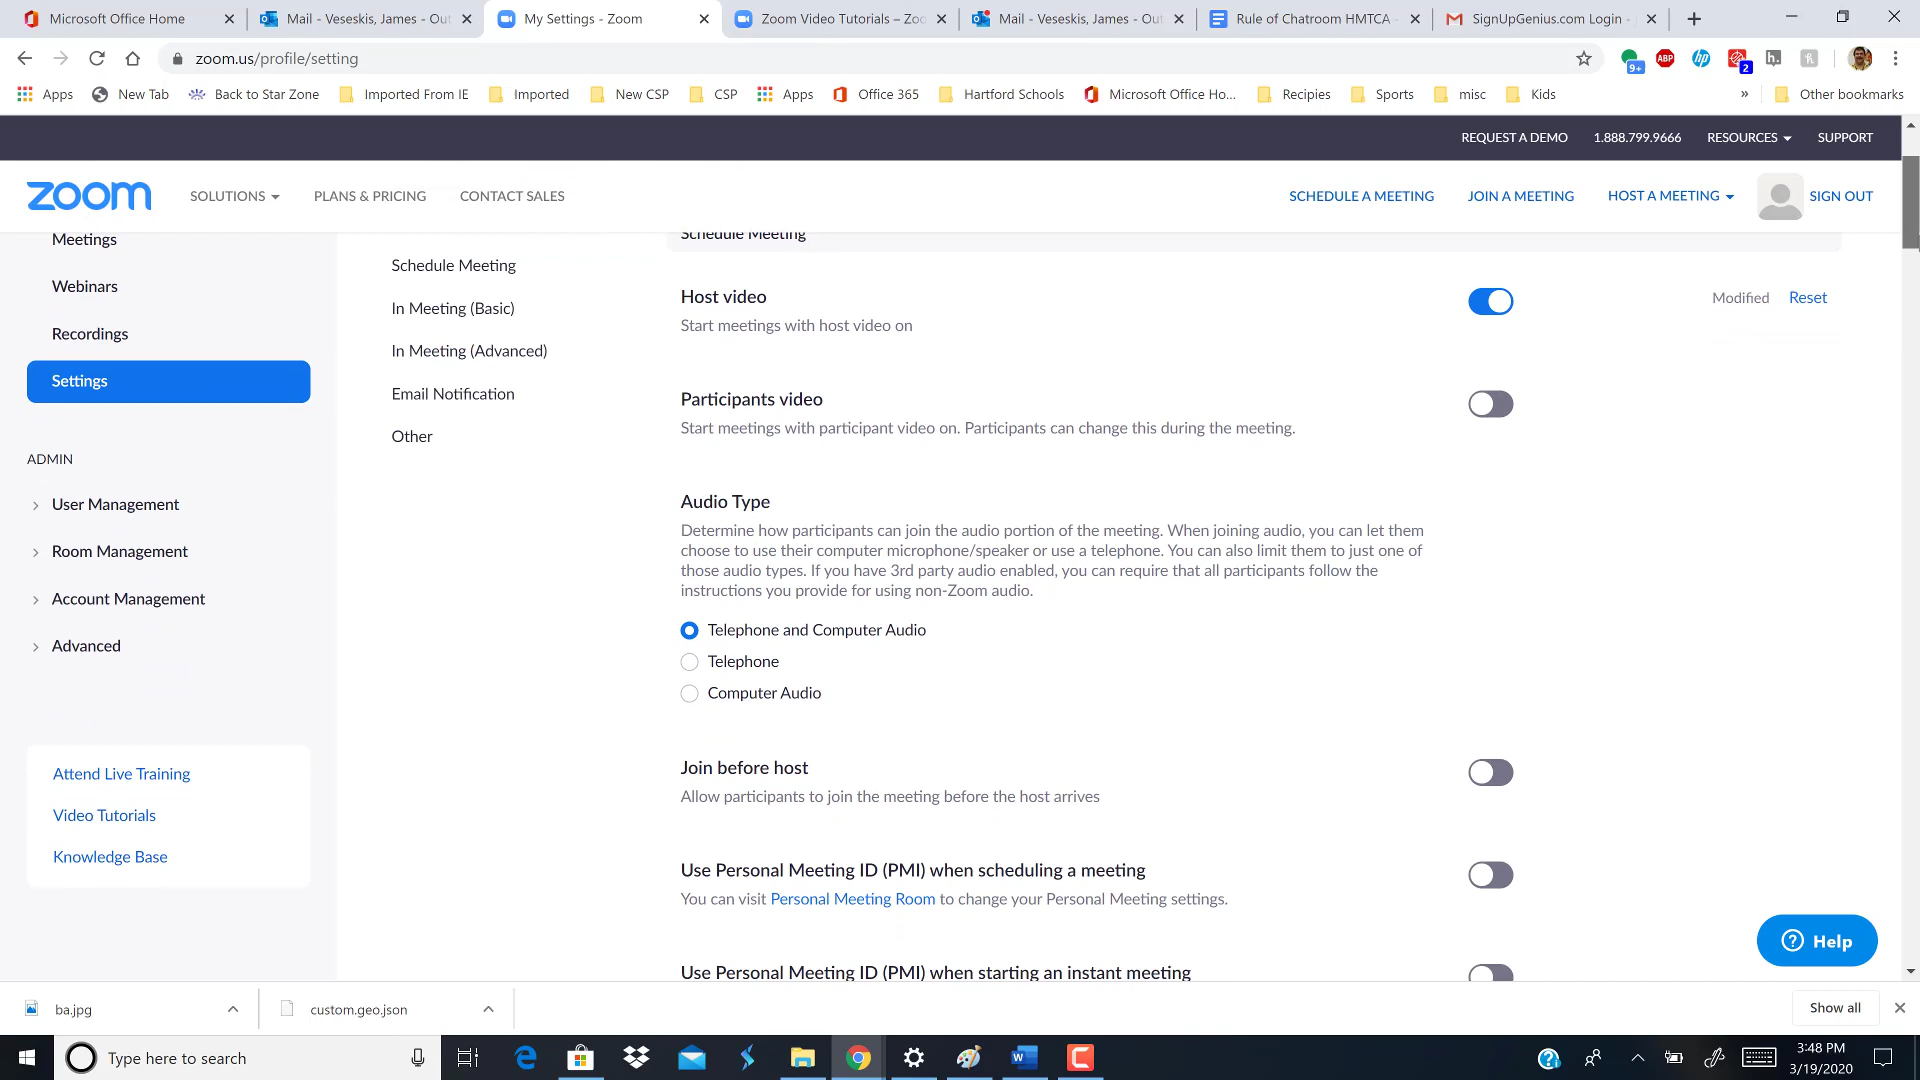 Microsoft Office Home
Mail - Veseskis, James - Out
My Settings - Zoom
Zoom Video Tutorials – Zoo
Mail - Veseskis, James - Out
Rule of Chatroom HMTCA -
SignUpGenius.com Login -
zoom.us/profile/setting
9+
ABP
hp
2
h.
Apps
New Tab
Back to Star Zone
Imported From IE
Imported
New CSP
CSP
Apps
Office 365
Hartford Schools
Microsoft Office Ho...
Recipies
Sports
misc
Kids
»
Other bookmarks
REQUEST A DEMO
1.888.799.9666
RESOURCES
SUPPORT
zoom
SOLUTIONS
PLANS & PRICING
CONTACT SALES
SCHEDULE A MEETING
JOIN A MEETING
HOST A MEETING
SIGN OUT
Meetings
Webinars
Recordings
Settings
ADMIN
User Management
Room Management
Account Management
Advanced
Attend Live Training
Video Tutorials
Knowledge Base
Schedule Meeting
In Meeting (Basic)
In Meeting (Advanced)
Email Notification
Other
Schedule Meeting
Host video
Start meetings with host video on
Modified
Reset
Participants video
Start meetings with participant video on. Participants can change this during the meeting.
Audio Type
Determine how participants can join the audio portion of the meeting. When joining audio, you can let them
choose to use their computer microphone/speaker or use a telephone. You can also limit them to just one of
those audio types. If you have 3rd party audio enabled, you can require that all participants follow the
instructions you provide for using non-Zoom audio.
Telephone and Computer Audio
Telephone
Computer Audio
Join before host
Allow participants to join the meeting before the host arrives
Use Personal Meeting ID (PMI) when scheduling a meeting
You can visit Personal Meeting Room to change your Personal Meeting settings.
Use Personal Meeting ID (PMI) when starting an instant meeting
Help
ba.jpg
custom.geo.json
Show all
Type here to search
3:48 PM
3/19/2020